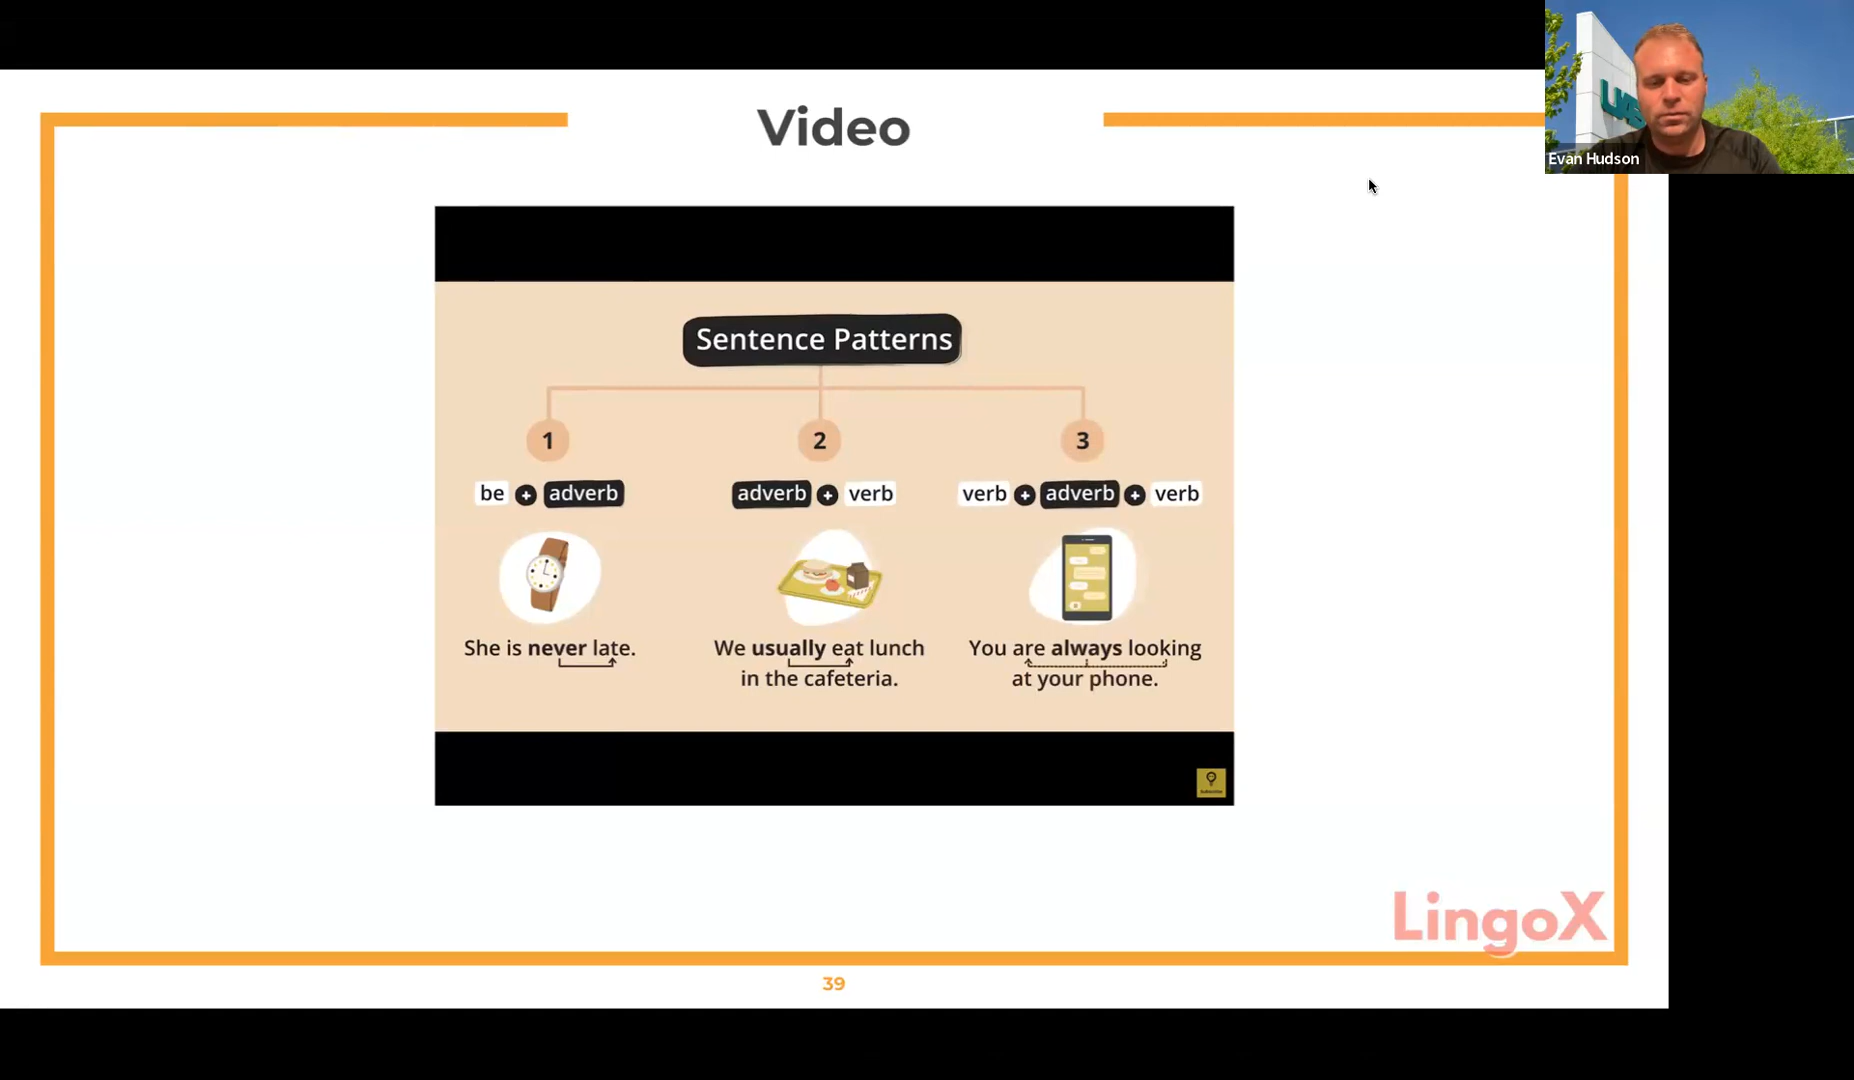 Video
Evan Hudson
Sentence Patterns
1
2
3
be + adverb
adverb + verb
verb + adverb + verb
She is never late.
We usually eat lunch
in the cafeteria.
You are always looking
at your phone.
LingoX
39